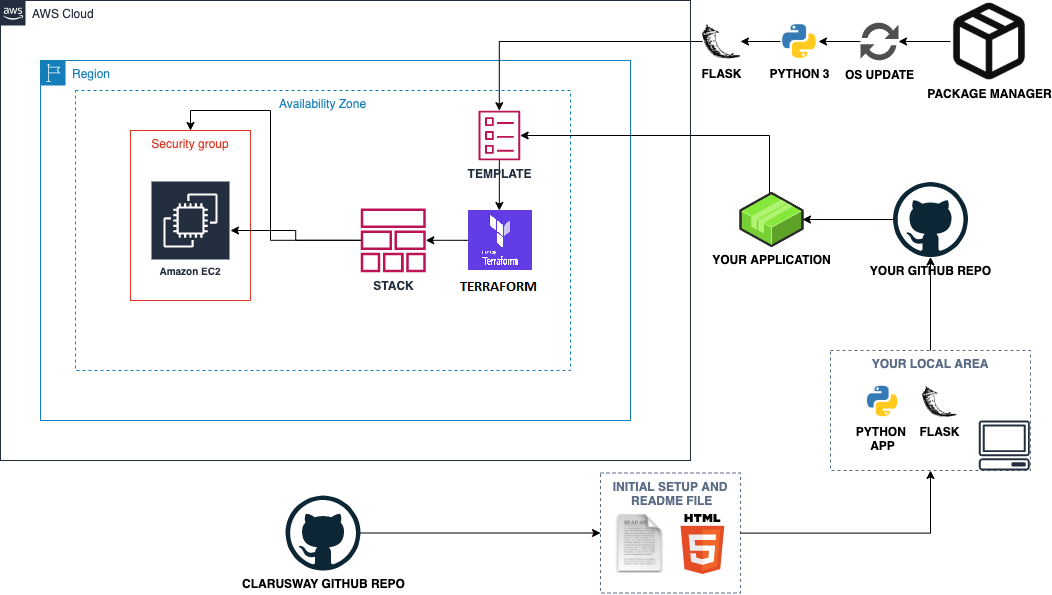 aws
AWS Cloud
Region
Availability Zone
Security group
Amazon EC2
STACK
TEMPLATE
Terraform
TERRAFORM
FLASK
PYTHON 3
OS UPDATE
PACKAGE MANAGER
YOUR APPLICATION
YOUR GITHUB REPO
YOUR LOCAL AREA
PYTHON
APP
FLASK
INITIAL SETUP AND
README FILE
README
HTML
5
CLARUSWAY GITHUB REPO